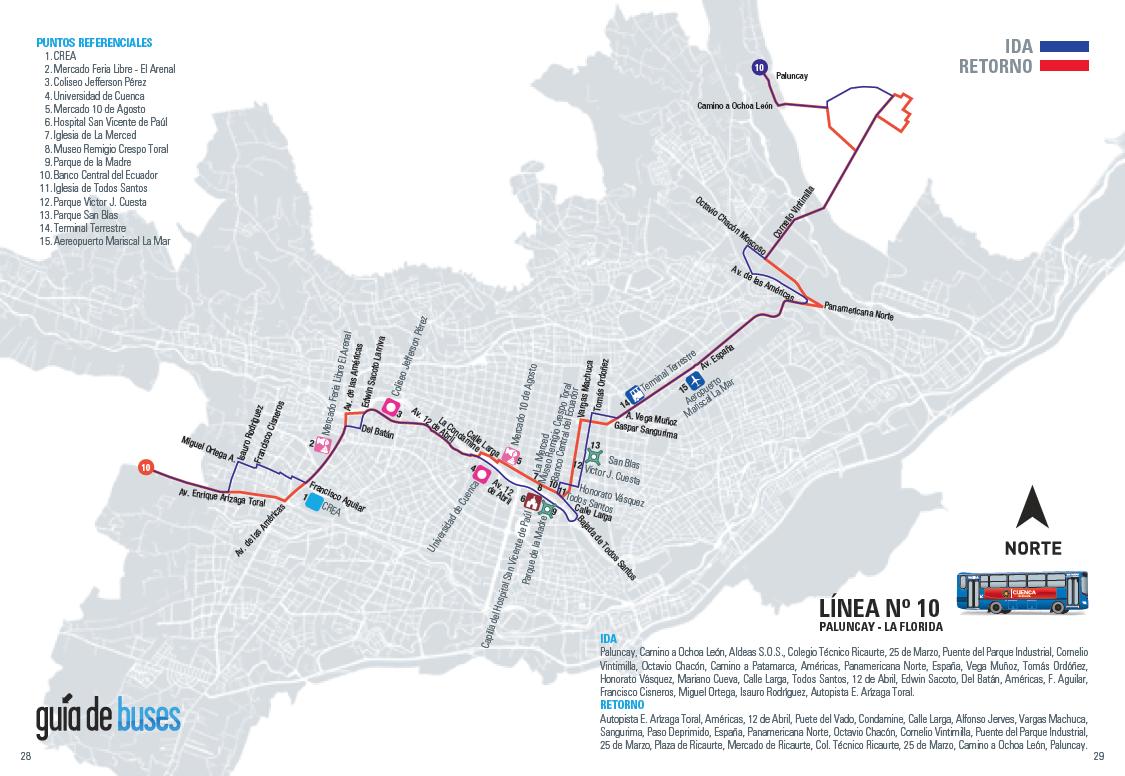 PUNTOS REFERENCIALES
1. CREA
2. Mercado Feria Libre - El Arenal
3. Coliseo Jefferson Pérez
4. Universidad de Cuenca
5. Mercado 10 de Agosto
6. Hospital San Vicente de Paúl
7. Iglesia de La Merced
8. Museo Remigio Crespo Toral
9. Parque de la Madre
10. Banco Central del Ecuador
11. Iglesia de Todos Santos
12. Parque Victor J. Cuesta
13. Parque San Blas
14. Terminal Terrestre
15. Aereopuerto Mariscal La Mar
IDA
RETORNO
10
Paluncay
Camino a Ochoa León
Cornelio Vintimilla
Octavio Chacón Moscoso
Av. de las Américas
Panamericana Norte
Av. España
15
Aeropuerto
Mariscal La Mar
14
Terminal Terrestre
A. Vega Muñoz
Gaspar Sangurima
Tomás Ordóñez
Vargas Machuca
13
San Blas
12
Víctor J. Cuesta
Honorato Vásquez
11
Todos Santos
Calle Larga
Bajada de Todos Santos
10
Banco Central del Ecuador
8
Museo Remigio Crespo Toral
7
La Merced
9
Parque de la Madre
6
Capilla del Hospital San Vicente de Paúl
5
Mercado 10 de Agosto
Calle Larga
La Condamine
Av. 12
de Abril
4
Universidad de Cuenca
Av. 12 de Abril
3
Coliseo Jefferson Pérez
Edwin Sacoto Larriva
Av. de las Américas
Del Batán
2
Mercado Feria Libre El Arenal
Francisco Cisneros
Isauro Rodríguez
Miguel Ortega A.
10
Av. Enrique Arízaga Toral
Av. de las Américas
Francisco Aguilar
1
CREA
NORTE
CUENCA
LÍNEA Nº 10
PALUNCAY - LA FLORIDA
IDA
Paluncay, Camino a Ochoa León, Aldeas S.O.S., Colegio Técnico Ricaurte, 25 de Marzo, Puente del Parque Industrial, Cornelio
Vintimilla, Octavio Chacón, Camino a Patamarca, Américas, Panamericana Norte, España, Vega Muñoz, Tomás Ordóñez,
Honorato Vásquez, Mariano Cueva, Calle Larga, Todos Santos, 12 de Abril, Edwin Sacoto, Del Batán, Américas, F. Aguilar,
Francisco Cisneros, Miguel Ortega, Isauro Rodríguez, Autopista E. Arízaga Toral.
RETORNO
Autopista E. Arízaga Toral, Américas, 12 de Abril, Puete del Vado, Condamine, Calle Larga, Alfonso Jerves, Vargas Machuca,
Sangurima, Paso Deprimido, España, Panamericana Norte, Octavio Chacón, Cornelio Vintimilla, Puente del Parque Industrial,
25 de Marzo, Plaza de Ricaurte, Mercado de Ricaurte, Col. Técnico Ricaurte, 25 de Marzo, Camino a Ochoa León, Paluncay.
guía de buses
28
29